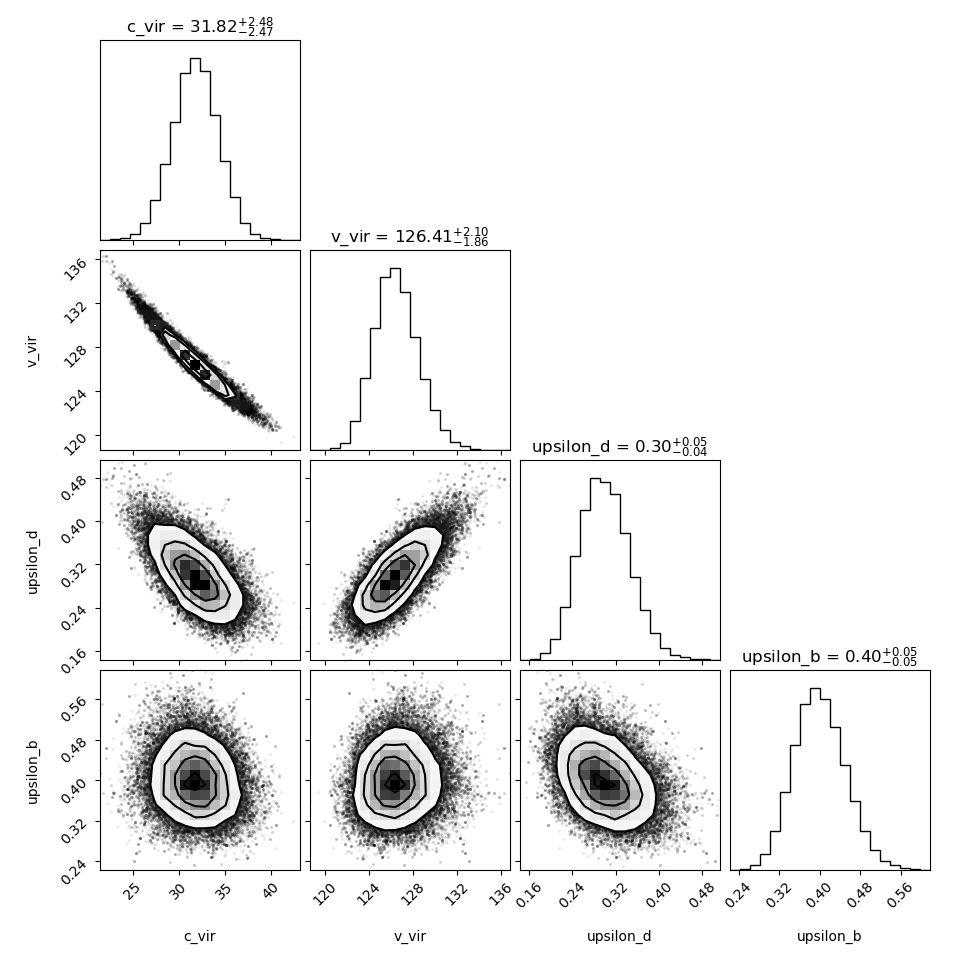 c_vir = 31.82+2.48−2.47
v_vir = 126.41+2.10−1.86
136
132
128
124
120
v_vir
upsilon_d = 0.30+0.05−0.04
0.48
0.40
0.32
0.24
0.16
upsilon_d
upsilon_b = 0.40+0.05−0.05
0.56
0.48
0.40
0.32
0.24
upsilon_b
25 30 35 40
120 124 128 132 136
0.16 0.24 0.32 0.40 0.48
0.24 0.32 0.40 0.48 0.56
c_vir v_vir upsilon_d upsilon_b